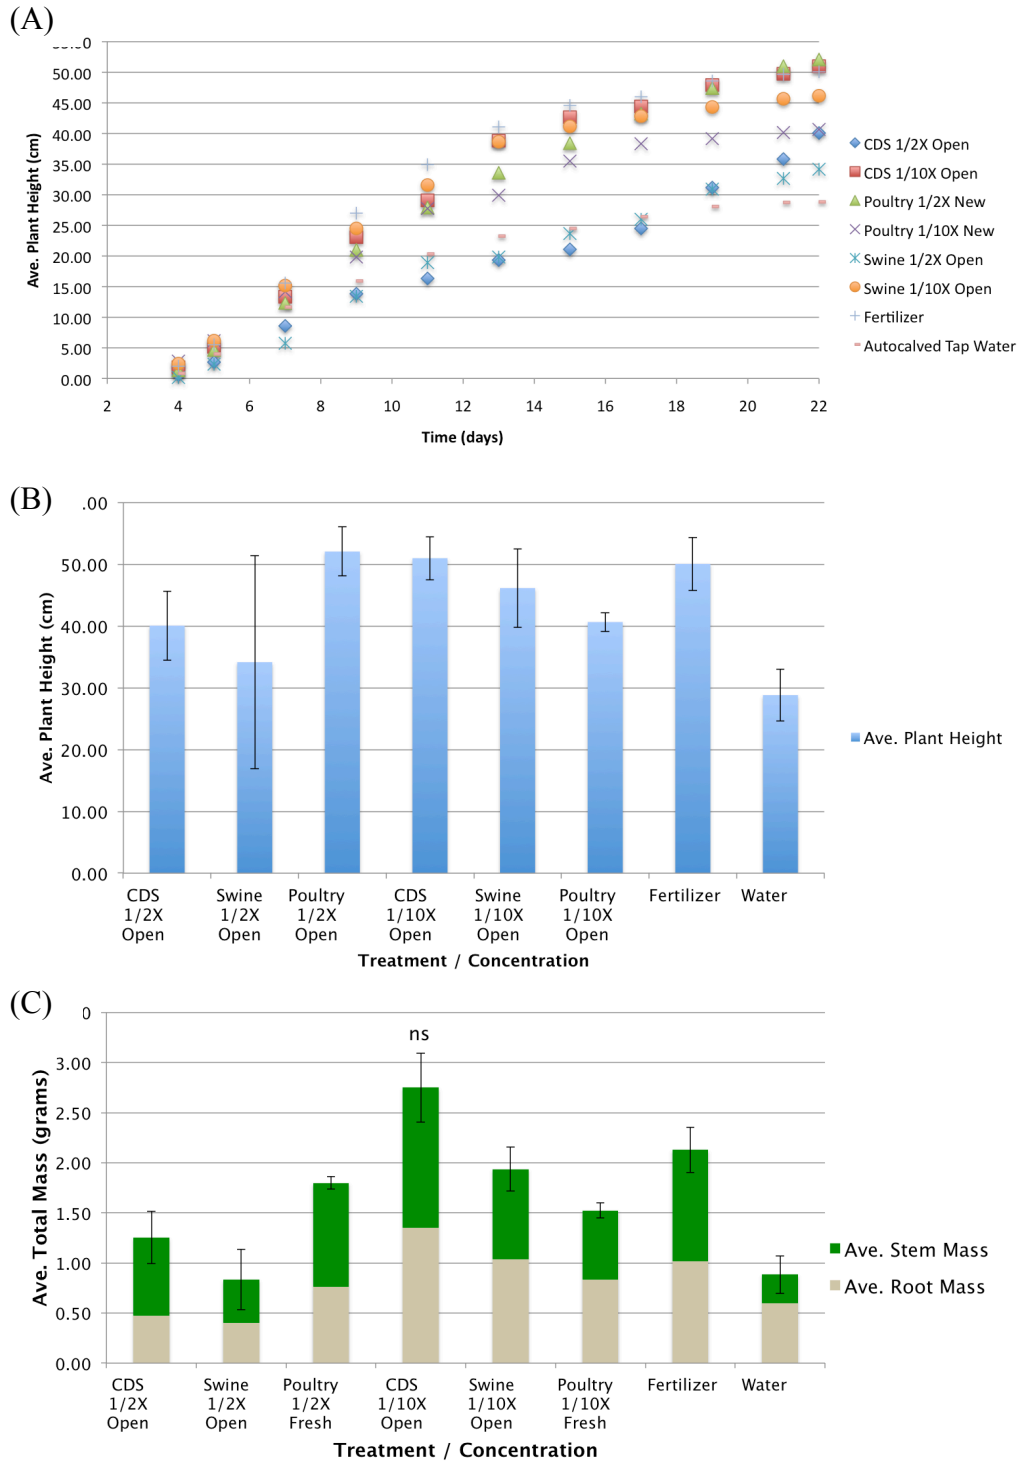 (A)
50.00
45.00
40.00
35.00
30.00
25.00
20.00
15.00
10.00
5.00
0.00
Ave. Plant Height (cm)
2 4 6 8 10 12 14 16 18 20 22
Time (days)
CDS 1/2X Open
CDS 1/10X Open
Poultry 1/2X New
Poultry 1/10X New
Swine 1/2X Open
Swine 1/10X Open
Fertilizer
Autocalved Tap Water
(B)
.00
50.00
40.00
30.00
20.00
10.00
0.00
Ave. Plant Height (cm)
CDS 1/2X Open
Swine 1/2X Open
Poultry 1/2X Open
CDS 1/10X Open
Swine 1/10X Open
Poultry 1/10X Open
Fertilizer
Water
Treatment / Concentration
Ave. Plant Height
(C)
0
3.00
2.50
2.00
1.50
1.00
0.50
0.00
Ave. Total Mass (grams)
ns
CDS 1/2X Open
Swine 1/2X Open
Poultry 1/2X Fresh
CDS 1/10X Open
Swine 1/10X Open
Poultry 1/10X Fresh
Fertilizer
Water
Treatment / Concentration
Ave. Stem Mass
Ave. Root Mass